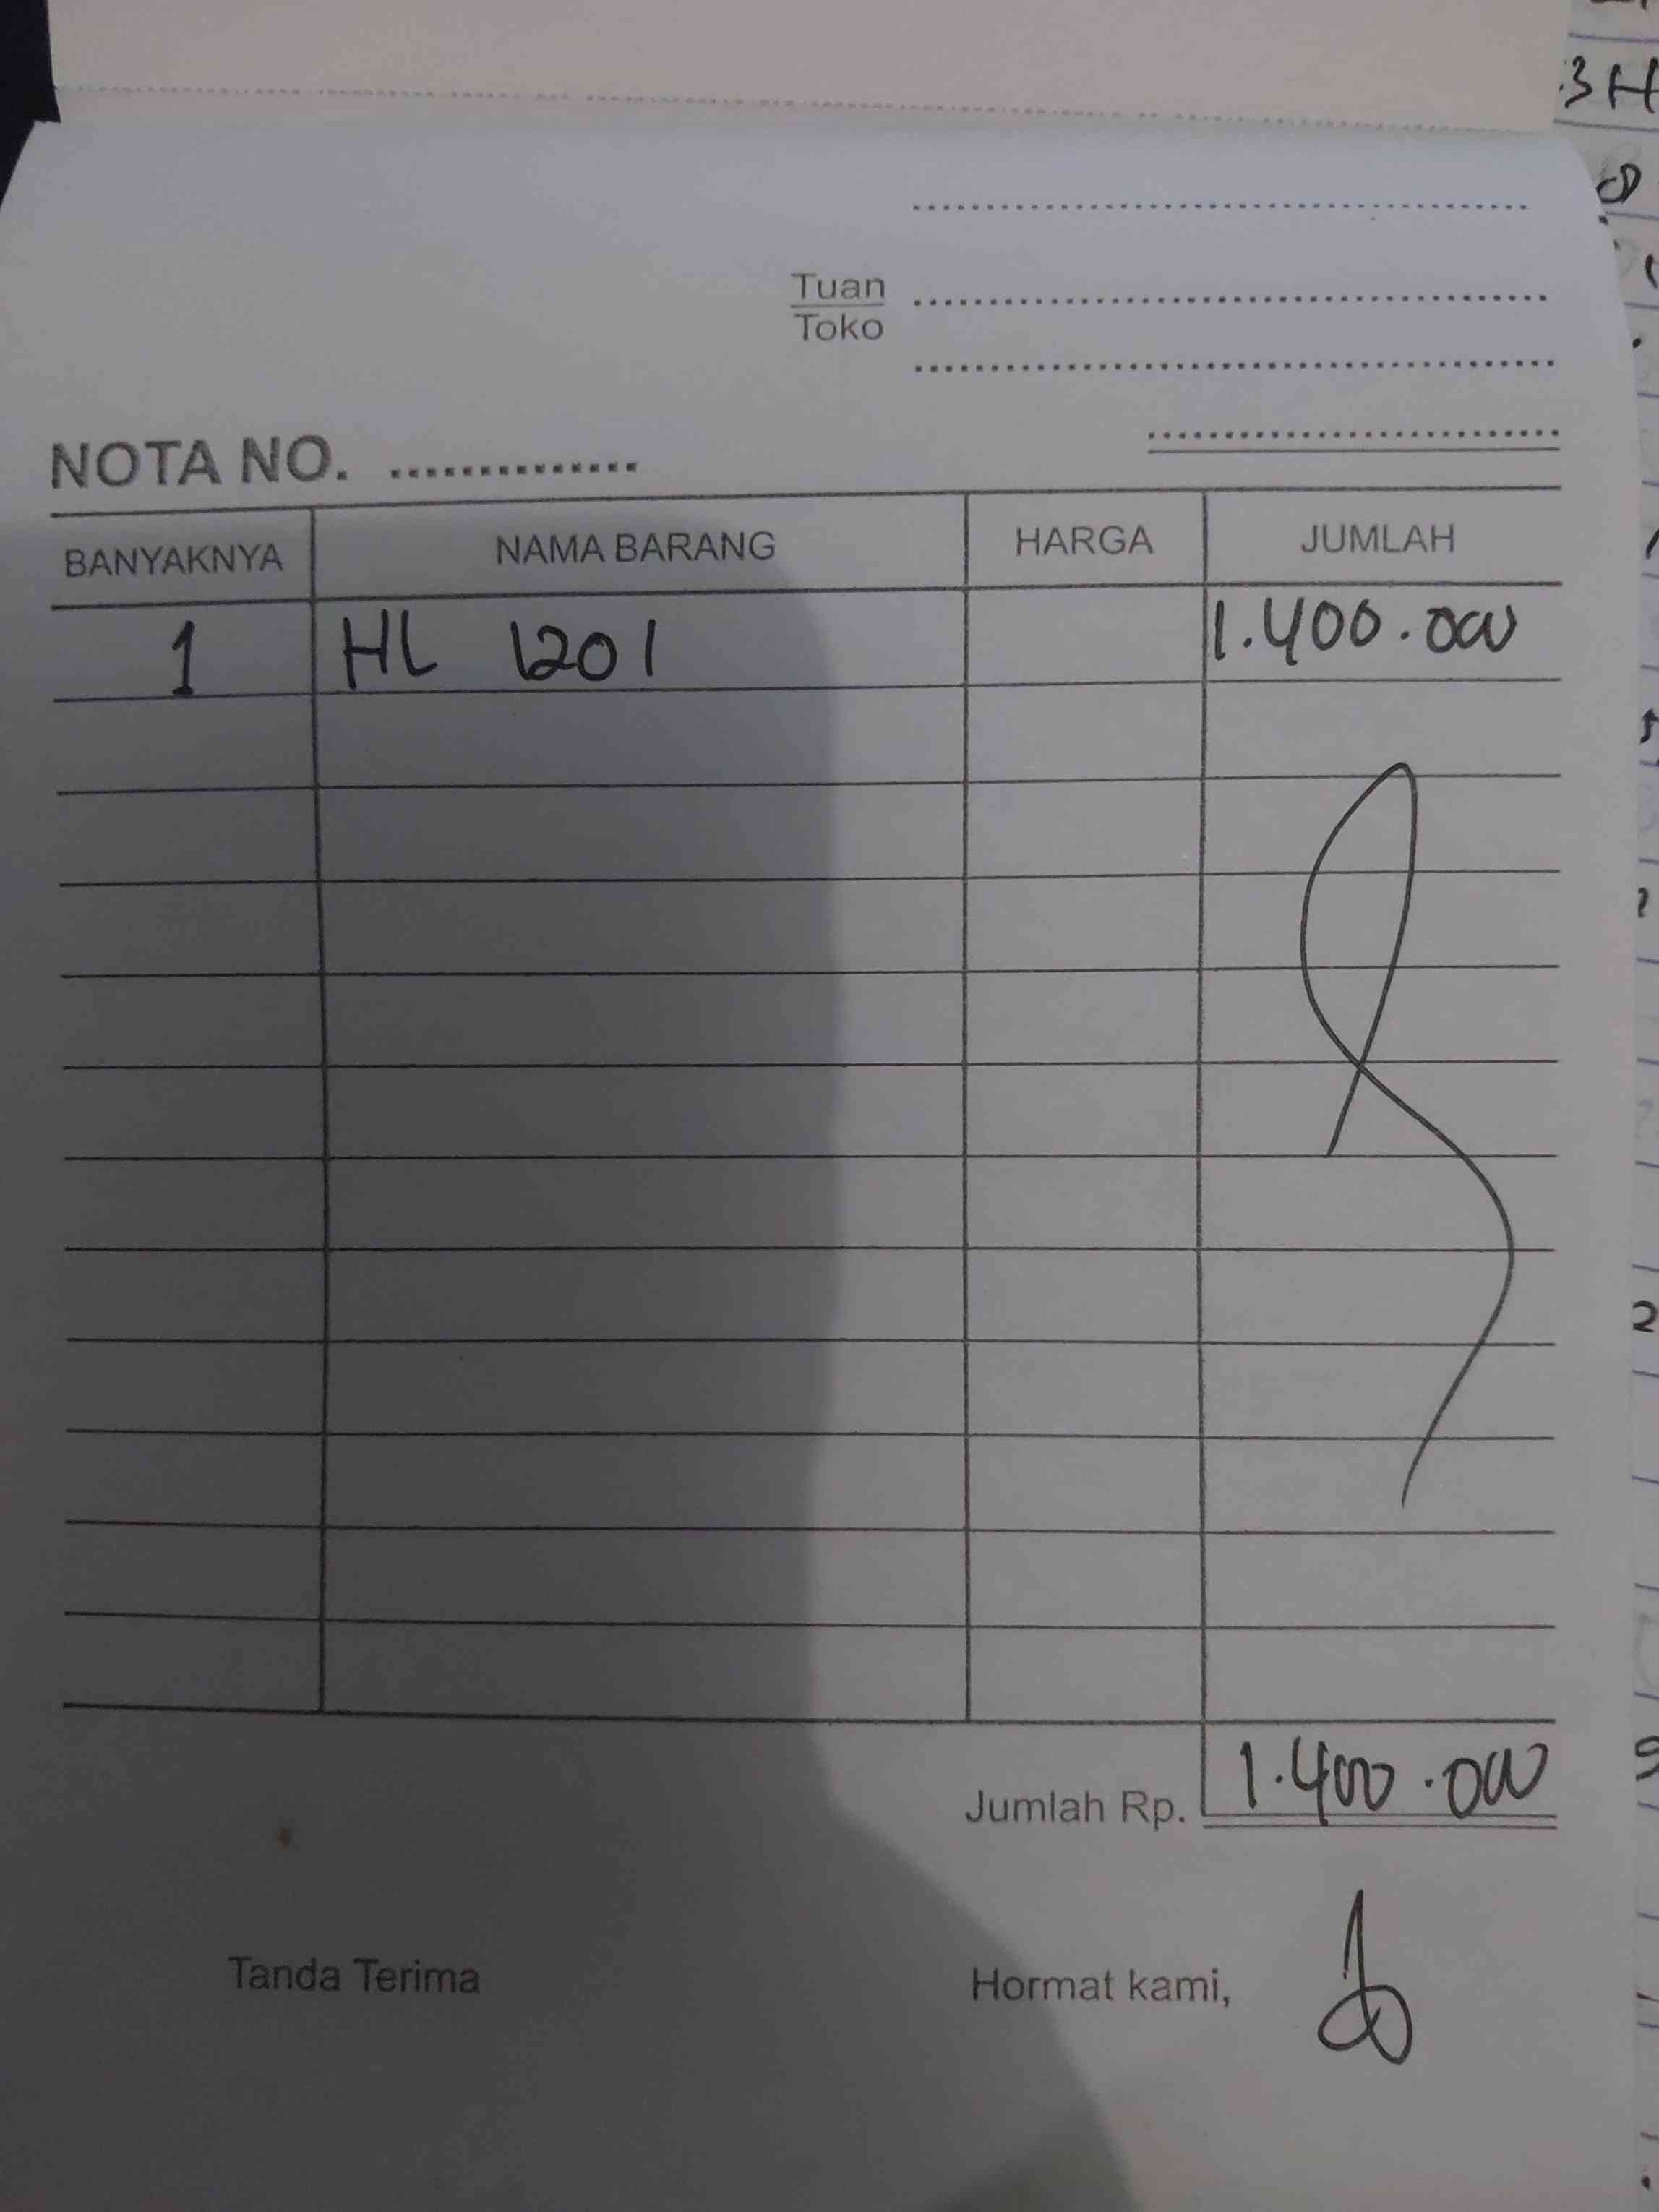 Tuan
Toko
NOTA NO. ..............
BANYAKNYA NAMA BARANG HARGA JUMLAH
1 HL 1201 1.400.000
Jumlah Rp. 1.400.000
Tanda Terima Hormat kami,